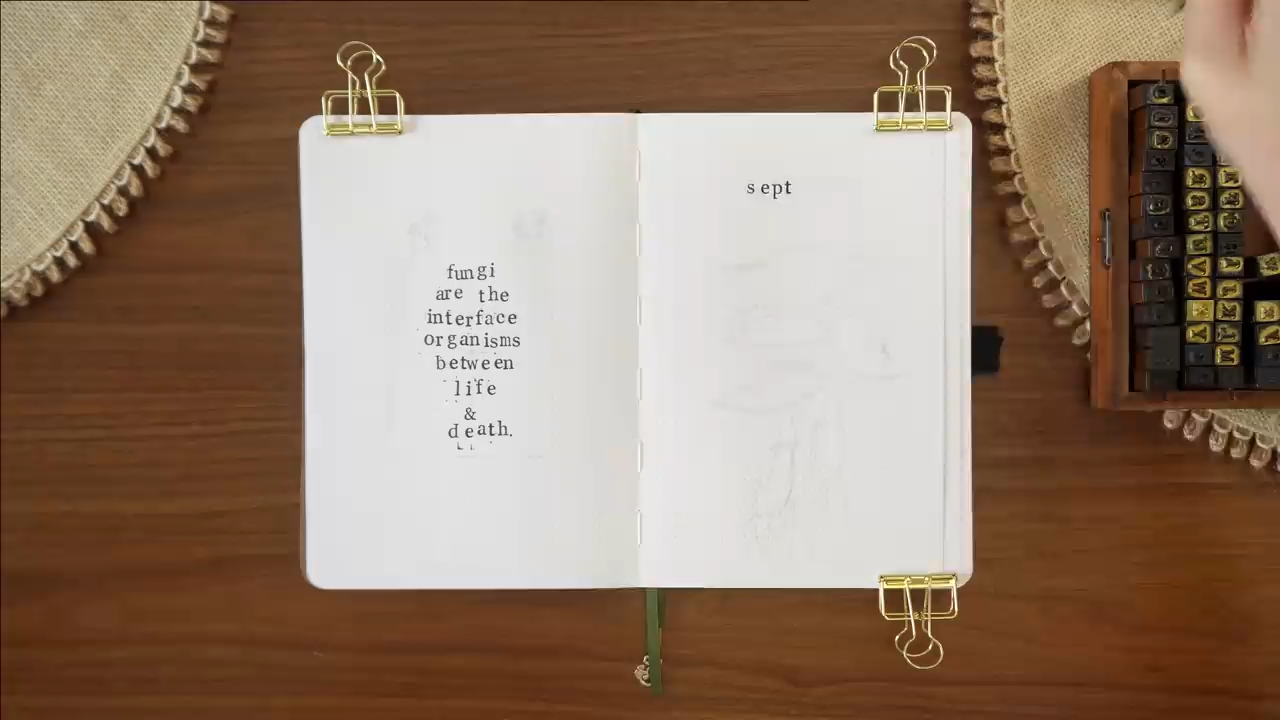 fungi
are the
interface
organisms
between
life
&
death.
sept